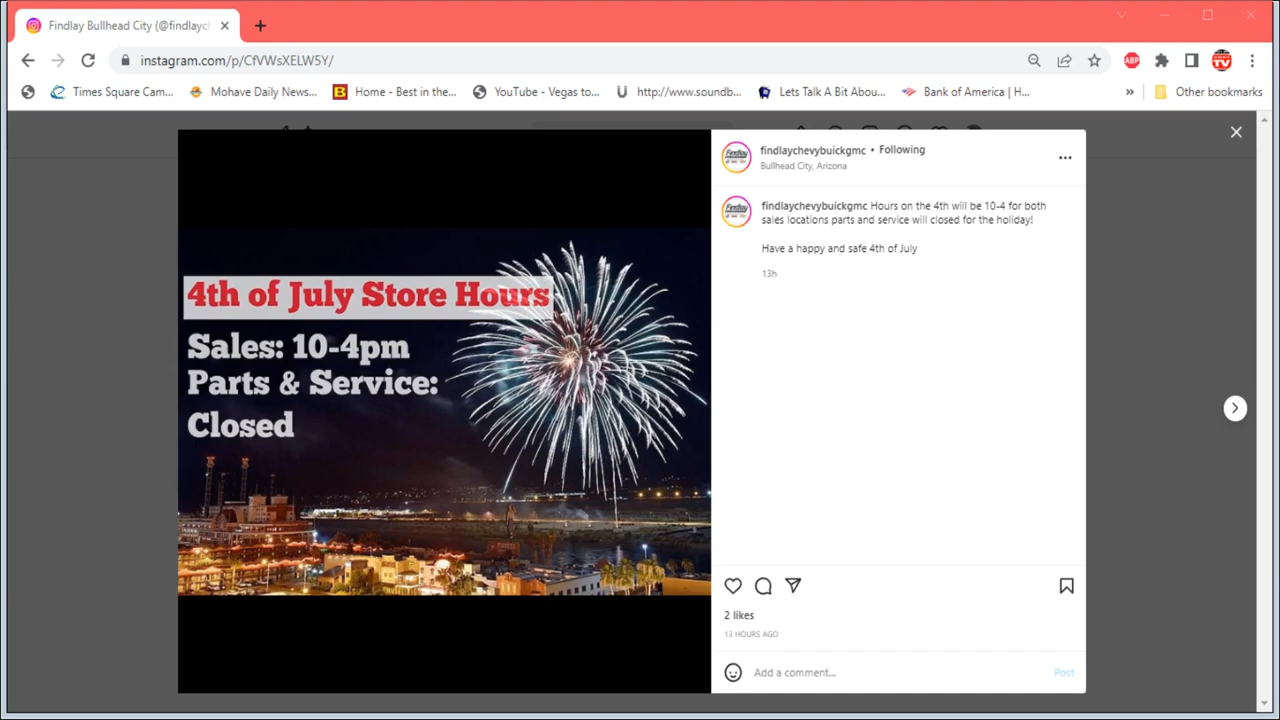 Findlay Bullhead City (@findlayc
instagram.com/p/CfVWsXELW5Y/
ABP
TV
Times Square Cam...
Mohave Daily News...
B
Home - Best in the...
YouTube - Vegas to...
http://www.soundb...
Lets Talk A Bit Abou...
Bank of America | H...
»
Other bookmarks
4th of July Store Hours
Sales: 10-4pm
Parts & Service:
Closed
Findlay
findlaychevybuickgmc • Following
Bullhead City, Arizona
Findlay
findlaychevybuickgmc Hours on the 4th will be 10-4 for both
sales locations parts and service will closed for the holiday!
Have a happy and safe 4th of July
13h
2 likes
13 HOURS AGO
Add a comment...
Post